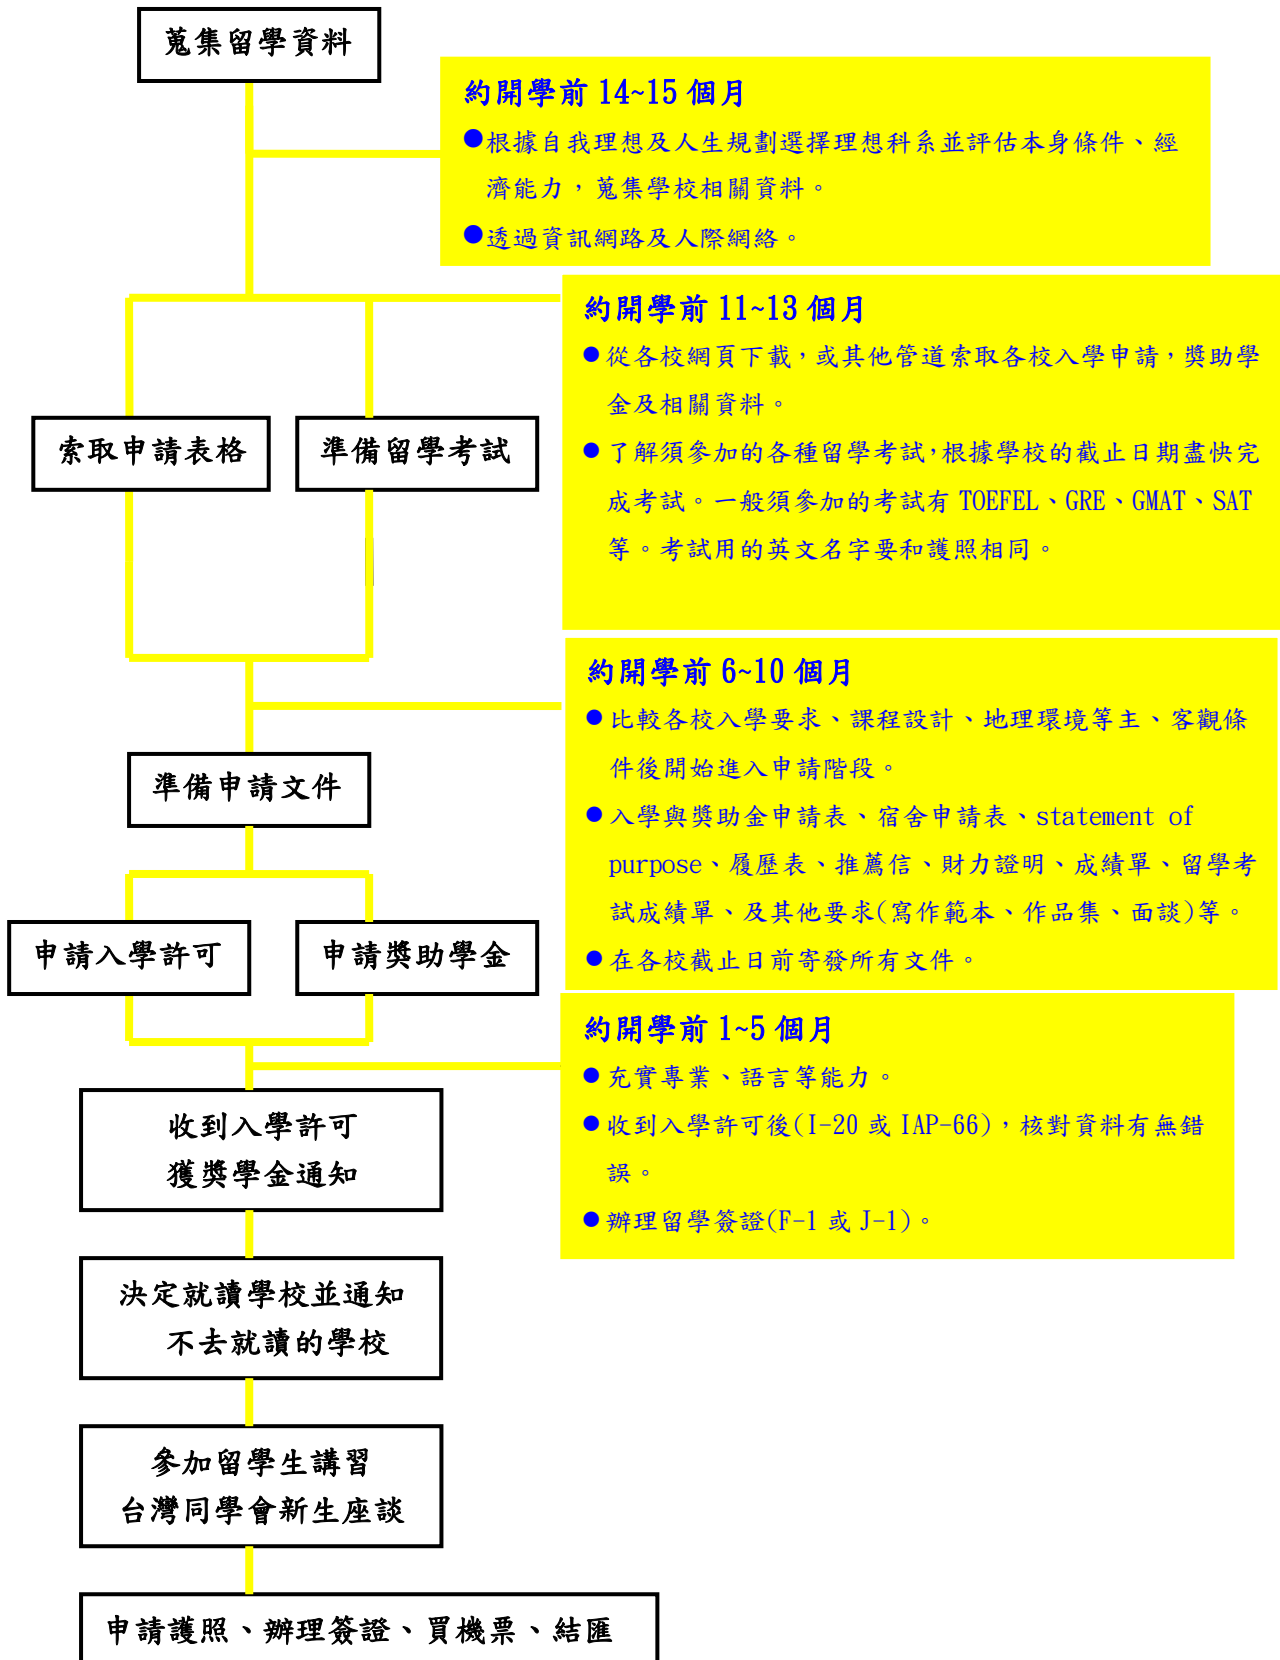 蒐集留學資料
約開學前 14~15 個月
●根據自我理想及人生規劃選擇理想科系並評估本身條件、經
濟能力，蒐集學校相關資料。
●透過資訊網路及人際網絡。
約開學前 11~13 個月
●從各校網頁下載，或其他管道索取各校入學申請，獎助學
金及相關資料。
●了解須參加的各種留學考試，根據學校的截止日期盡快完
成考試。一般須參加的考試有 TOEFEL、GRE、GMAT、SAT
等。考試用的英文名字要和護照相同。
索取申請表格
準備留學考試
約開學前 6~10 個月
●比較各校入學要求、課程設計、地理環境等主、客觀條
件後開始進入申請階段。
●入學與獎助金申請表、宿舍申請表、statement of
purpose、履歷表、推薦信、財力證明、成績單、留學考
試成績單、及其他要求(寫作範本、作品集、面談)等。
●在各校截止日前寄發所有文件。
準備申請文件
申請入學許可
申請獎助學金
約開學前 1~5 個月
●充實專業、語言等能力。
●收到入學許可後(I-20 或 IAP-66)，核對資料有無錯
誤。
●辦理留學簽證(F-1 或 J-1)。
收到入學許可
獲獎學金通知
決定就讀學校並通知
不去就讀的學校
參加留學生講習
台灣同學會新生座談
申請護照、辦理簽證、買機票、結匯